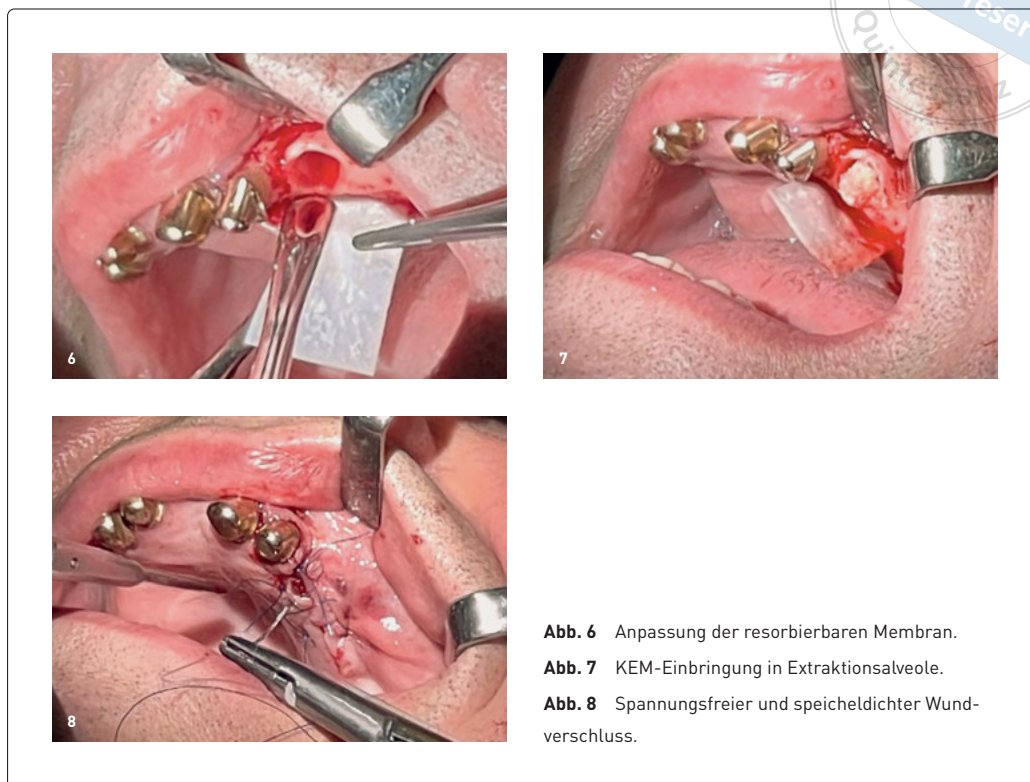 6
7
8
Abb. 6 Anpassung der resorbierbaren Membran.
Abb. 7 KEM-Einbringung in Extraktionsalveole.
Abb. 8 Spannungsfreier und speicheldichter Wund-
verschluss.